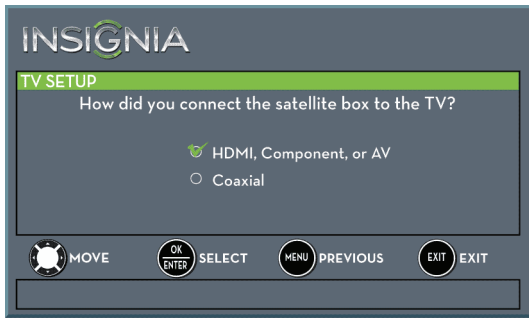 INSIGNIA
TV SETUP
How did you connect the satellite box to the TV?
HDMI, Component, or AV
Coaxial
MOVE OK ENTER SELECT MENU PREVIOUS EXIT EXIT